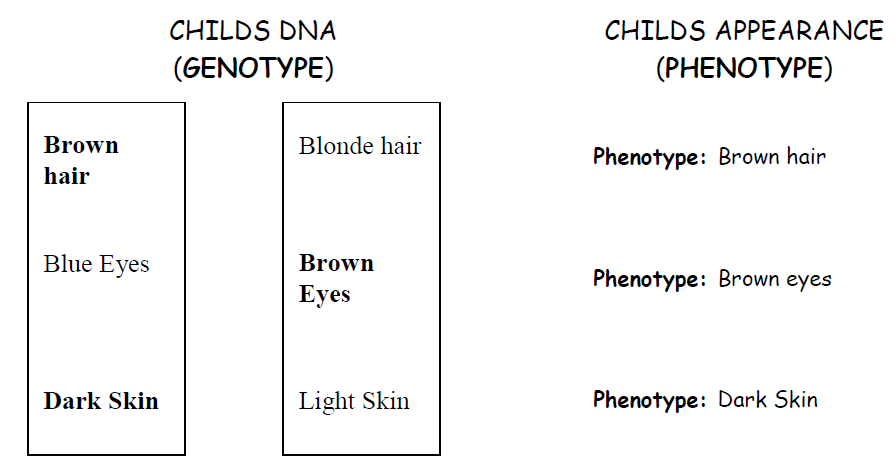 CHILDS DNA
(GENOTYPE)
CHILDS APPEARANCE
(PHENOTYPE)
Brown
hair
Blonde hair
Phenotype: Brown hair
Blue Eyes
Brown
Eyes
Phenotype: Brown eyes
Dark Skin
Light Skin
Phenotype: Dark Skin